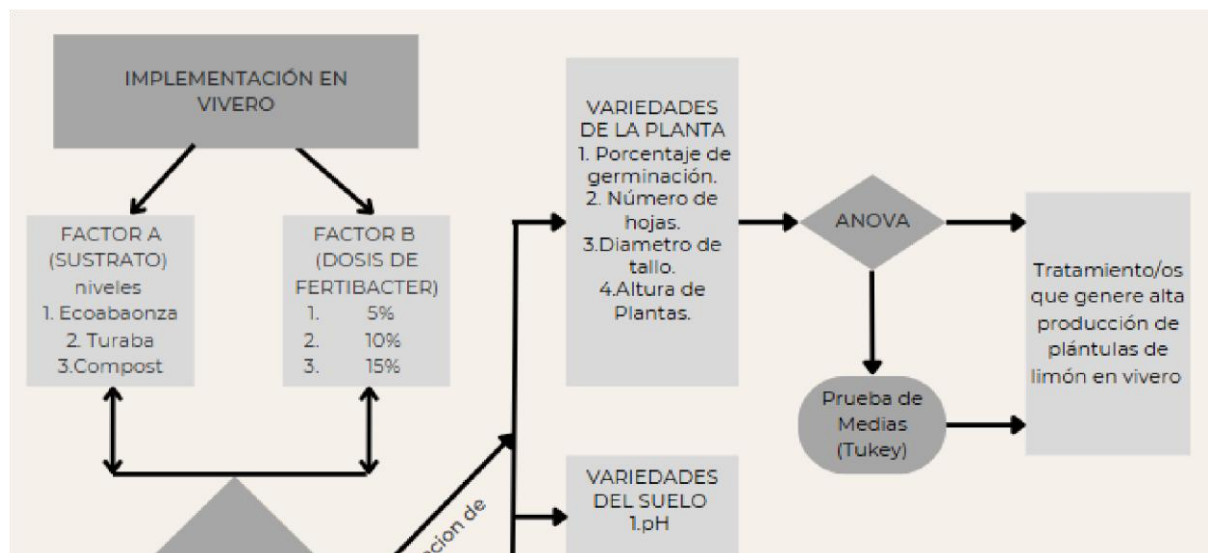 IMPLEMENTACIÓN EN
VIVERO
FACTOR A
(SUSTRATO)
niveles
1. Ecoabaonza
2. Turaba
3.Compost
FACTOR B
(DOSIS DE
FERTIBACTER)
1. 5%
2. 10%
3. 15%
VARIEDADES
DE LA PLANTA
1. Porcentaje de
germinación.
2. Número de
hojas.
3.Diametro de
tallo.
4.Altura de
Plantas.
ANOVA
Prueba de
Medias
(Tukey)
Tratamiento/os
que genere alta
producción de
plántulas de
limón en vivero
VARIEDADES
DEL SUELO
1.pH
de